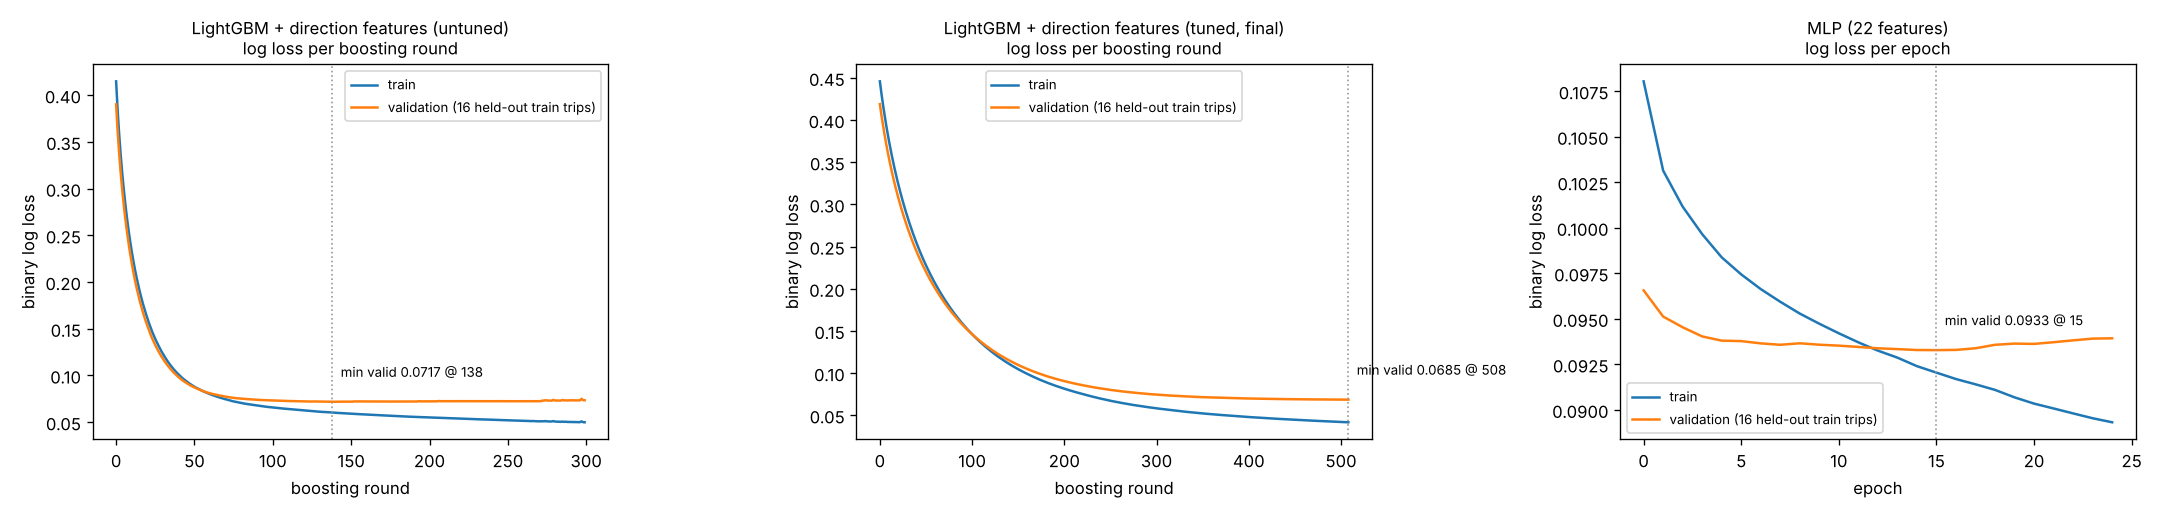 LightGBM + direction features (untuned)
log loss per boosting round
binary log loss
0.40
0.35
0.30
0.25
0.20
0.15
0.10
0.05
train
validation (16 held-out train trips)
min valid 0.0717 @ 138
0 50 100 150 200 250 300
boosting round
LightGBM + direction features (tuned, final)
log loss per boosting round
binary log loss
0.45
0.40
0.35
0.30
0.25
0.20
0.15
0.10
0.05
train
validation (16 held-out train trips)
min valid 0.0685 @ 508
0 100 200 300 400 500
boosting round
MLP (22 features)
log loss per epoch
binary log loss
0.1075
0.1050
0.1025
0.1000
0.0975
0.0950
0.0925
0.0900
min valid 0.0933 @ 15
train
validation (16 held-out train trips)
0 5 10 15 20 25
epoch